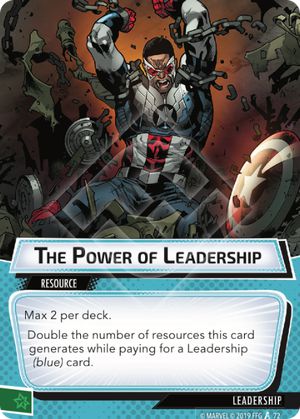 THE POWER OF LEADERSHIP
RESOURCE
Max 2 per deck.
Double the number of resources this card
generates while paying for a Leadership
(blue) card.
LEADERSHIP
© MARVEL © 2019 FFG A 72